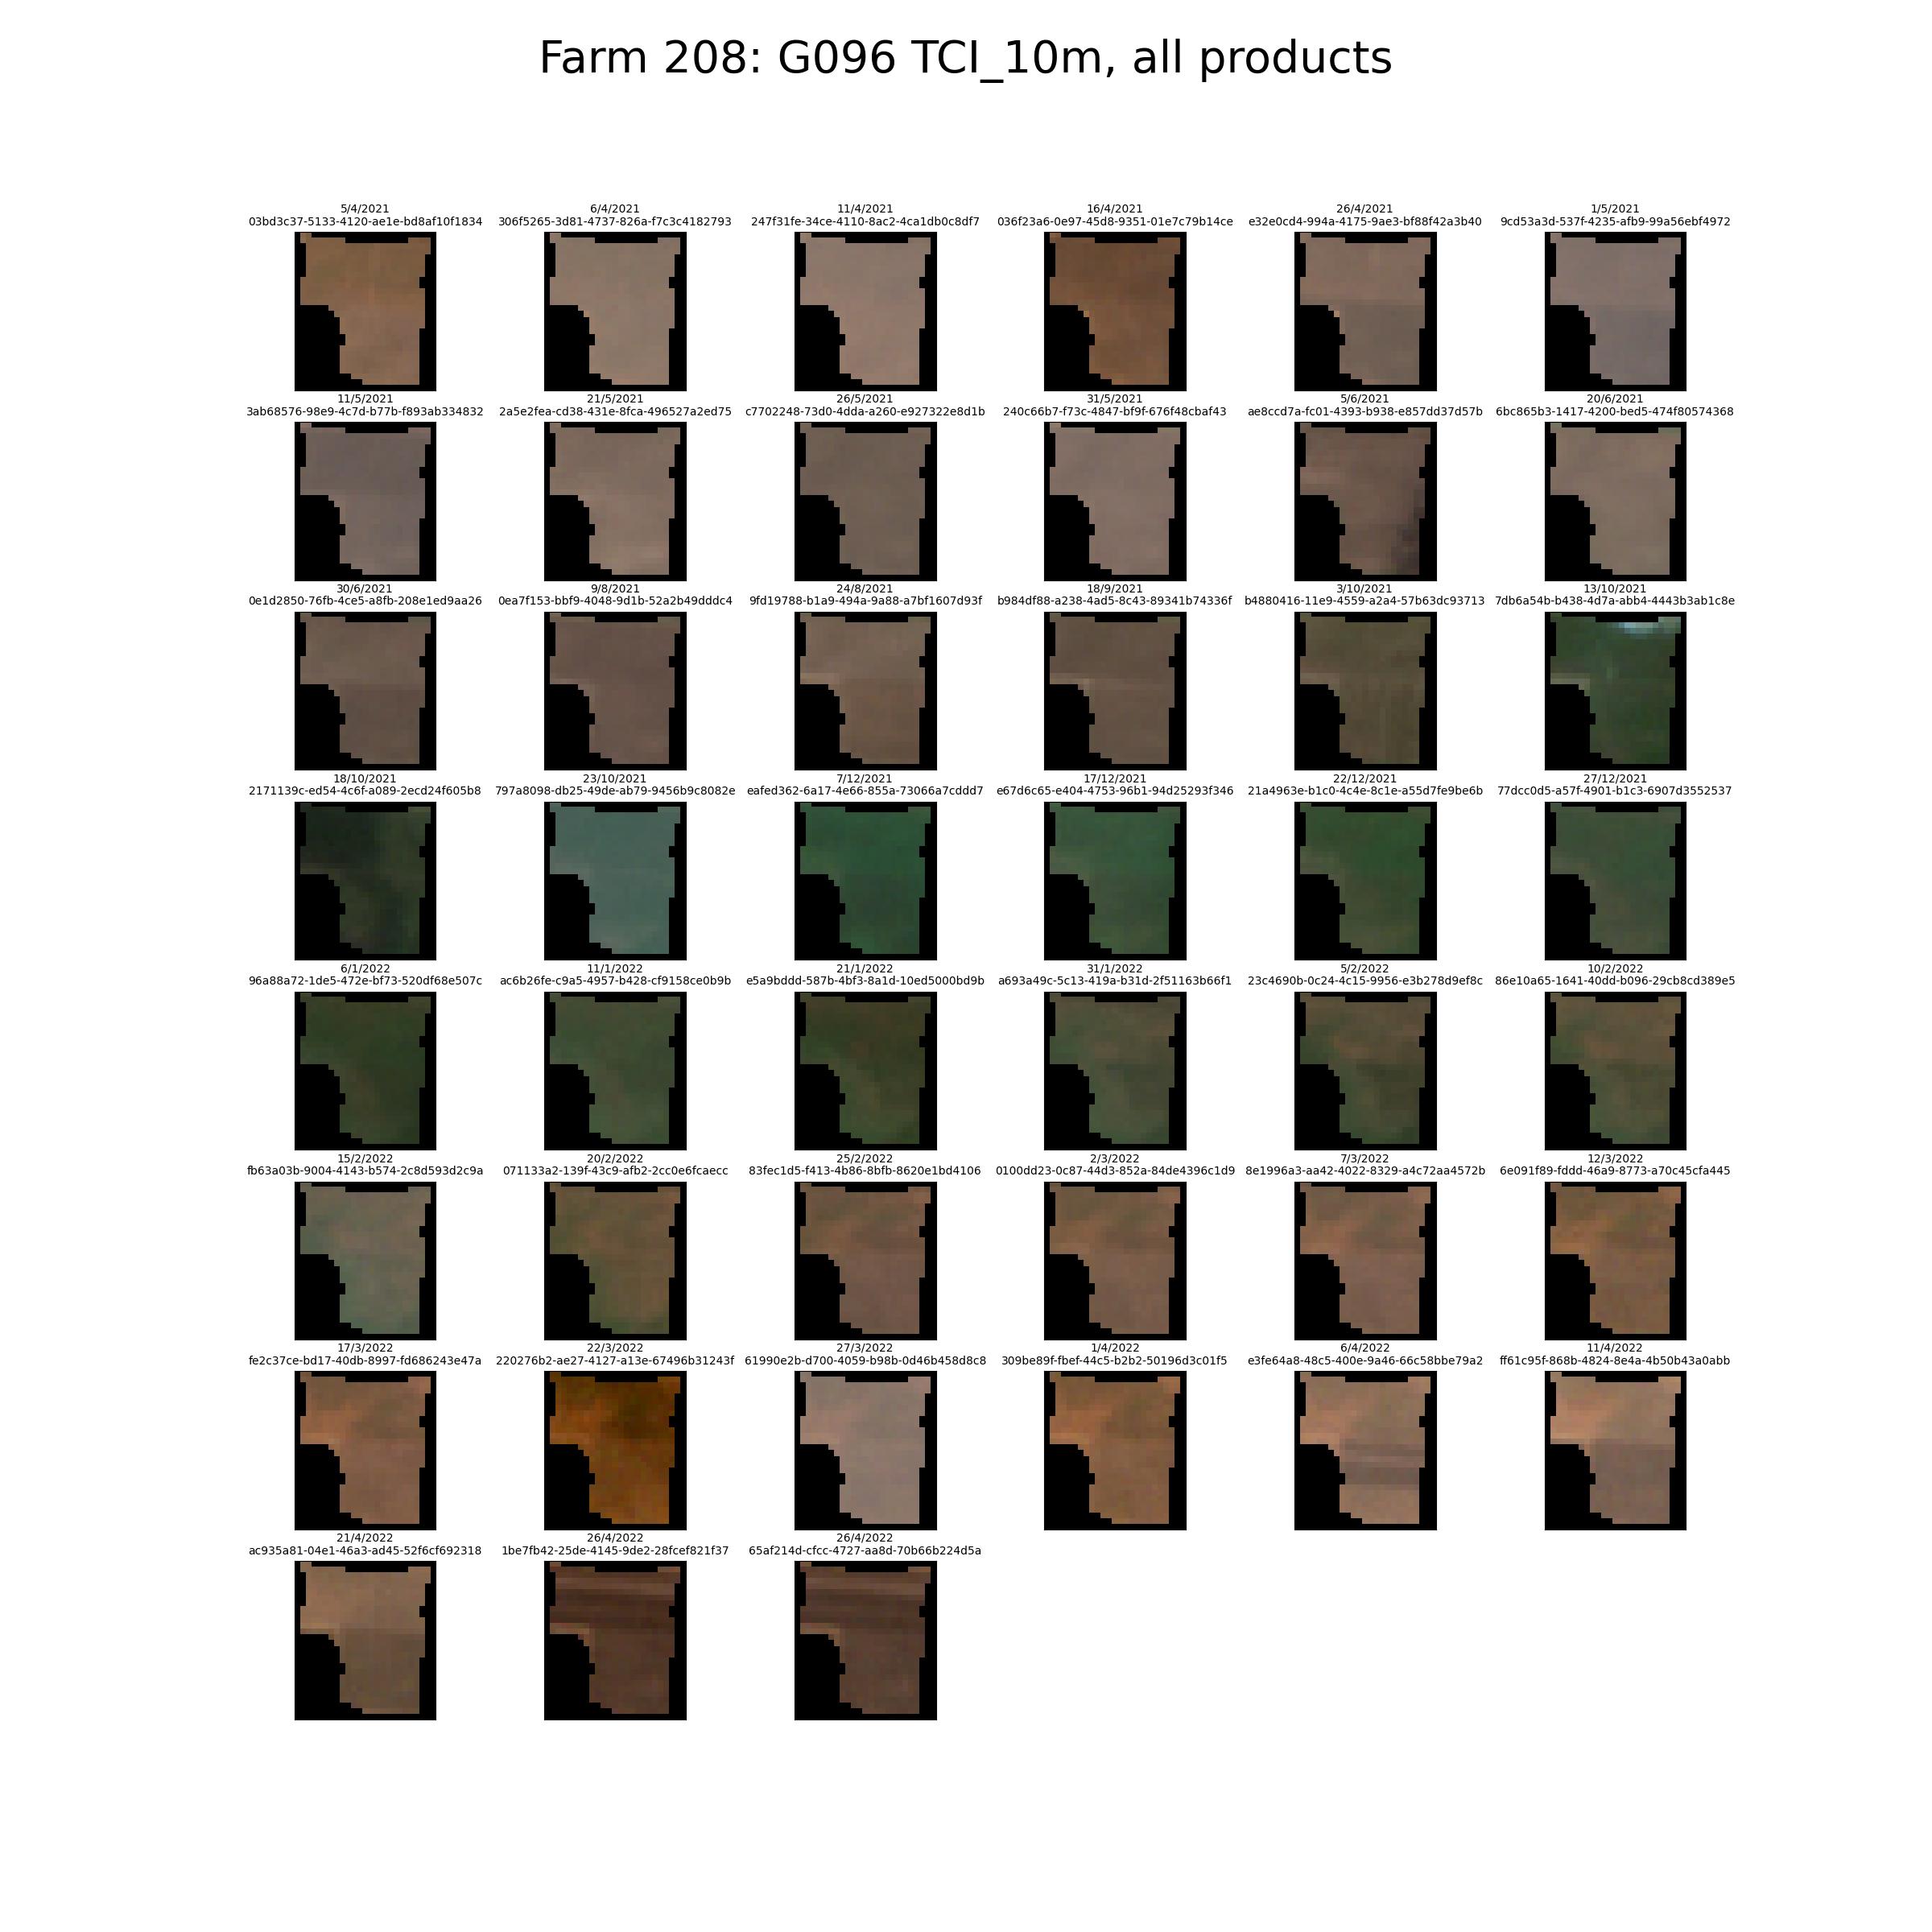 Farm 208: G096 TCI_10m, all products
5/4/2021 6/4/2021 11/4/2021 16/4/2021 26/4/2021 1/5/2021
03bd3c37-5133-4120-ae1e-bd8af10f1834 306f5265-3d81-4737-826a-f7c3c4182793 247f31fe-34ce-4110-8ac2-4ca1db0c8df7 036f23a6-0e97-45d8-9351-01e7c79b14ce e32e0cd4-994a-4175-9ae3-bf88f42a3b40 9cd53a3d-537f-4235-afb9-99a56ebf4972
11/5/2021 21/5/2021 26/5/2021 31/5/2021 5/6/2021 20/6/2021
3ab68576-98e9-4c7d-b77b-f893ab334832 2a5e2fea-cd38-431e-8fca-496527a2ed75 c7702248-73d0-4dda-a260-e927322e8d1b 240c66b7-f73c-4847-bf9f-676f48cbaf43 ae8ccd7a-fc01-4393-b938-e857dd37d57b 6bc865b3-1417-4200-bed5-474f80574368
30/6/2021 9/8/2021 24/8/2021 18/9/2021 3/10/2021 13/10/2021
0e1d2850-76fb-4ce5-a8fb-208e1ed9aa26 0ea7f153-bbf9-4048-9d1b-52a2b49dddc4 9fd19788-b1a9-494a-9a88-a7bf1607d93f b984df88-a238-4ad5-8c43-89341b74336f b4880416-11e9-4559-a2a4-57b63dc93713 7db6a54b-b438-4d7a-abb4-4443b3ab1c8e
18/10/2021 23/10/2021 7/12/2021 17/12/2021 22/12/2021 27/12/2021
2171139c-ed54-4c6f-a089-2ecd24f605b8 797a8098-db25-49de-ab79-9456b9c8082e eafed362-6a17-4e66-855a-73066a7cddd7 e67d6c65-e404-4753-96b1-94d25293f346 21a4963e-b1c0-4c4e-8c1e-a55d7fe9be6b 77dcc0d5-a57f-4901-b1c3-6907d3552537
6/1/2022 11/1/2022 21/1/2022 31/1/2022 5/2/2022 10/2/2022
96a88a72-1de5-472e-bf73-520df68e507c ac6b26fe-c9a5-4957-b428-cf9158ce0b9b e5a9bddd-587b-4bf3-8a1d-10ed5000bd9b a693a49c-5c13-419a-b31d-2f51163b66f1 23c4690b-0c24-4c15-9956-e3b278d9ef8c 86e10a65-1641-40dd-b096-29cb8cd389e5
15/2/2022 20/2/2022 25/2/2022 2/3/2022 7/3/2022 12/3/2022
fb63a03b-9004-4143-b574-2c8d593d2c9a 071133a2-139f-43c9-afb2-2cc0e6fcaecc 83fec1d5-f413-4b86-8bfb-8620e1bd4106 0100dd23-0c87-44d3-852a-84de4396c1d9 8e1996a3-aa42-4022-8329-a4c72aa4572b 6e091f89-fddd-46a9-8773-a70c45cfa445
17/3/2022 22/3/2022 27/3/2022 1/4/2022 6/4/2022 11/4/2022
fe2c37ce-bd17-40db-8997-fd686243e47a 220276b2-ae27-4127-a13e-67496b31243f 61990e2b-d700-4059-b98b-0d46b458d8c8 309be89f-fbef-44c5-b2b2-50196d3c01f5 e3fe64a8-48c5-400e-9a46-66c58bbe79a2 ff61c95f-868b-4824-8e4a-4b50b43a0abb
21/4/2022 26/4/2022 26/4/2022
ac935a81-04e1-46a3-ad45-52f6cf692318 1be7fb42-25de-4145-9de2-28fcef821f37 65af214d-cfcc-4727-aa8d-70b66b224d5a